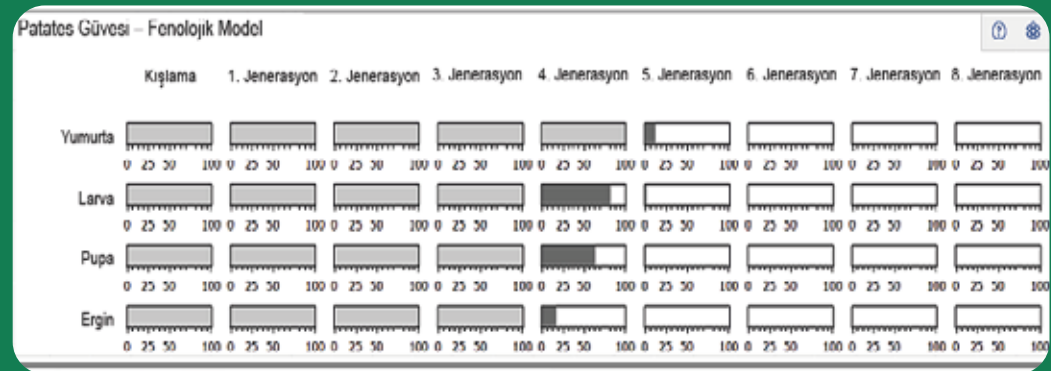 Patates Güvesi – Fenolojik Model
Kışlama 1. Jenerasyon 2. Jenerasyon 3. Jenerasyon 4. Jenerasyon 5. Jenerasyon 6. Jenerasyon 7. Jenerasyon 8. Jenerasyon
Yumurta
0 25 50 100 0 25 50 100 0 25 50 100 0 25 50 100 0 25 50 100 0 25 50 100 0 25 50 100 0 25 50 100 0 25 50 100
Larva
0 25 50 100 0 25 50 100 0 25 50 100 0 25 50 100 0 25 50 100 0 25 50 100 0 25 50 100 0 25 50 100 0 25 50 100
Pupa
0 25 50 100 0 25 50 100 0 25 50 100 0 25 50 100 0 25 50 100 0 25 50 100 0 25 50 100 0 25 50 100 0 25 50 100
Ergin
0 25 50 100 0 25 50 100 0 25 50 100 0 25 50 100 0 25 50 100 0 25 50 100 0 25 50 100 0 25 50 100 0 25 50 100